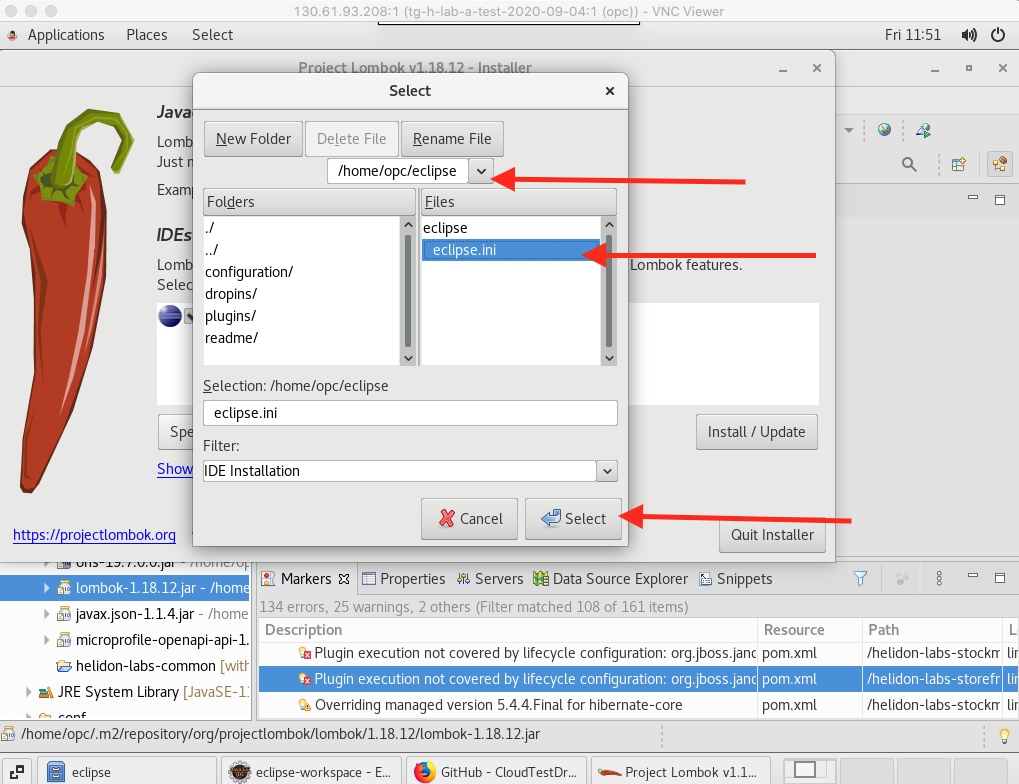 130.61.93.208:1 (tg-h-lab-a-test-2020-09-04:1 (opc)) - VNC Viewer
Applications Places Select Fri 11:51
Project Lombok v1.18.12 - Installer
Select
Java
New Folder Delete File Rename File
Lomb
Just m
/home/opc/eclipse
Examp
Folders Files
./ eclipse
../ eclipse.ini
configuration/
dropins/
plugins/
readme/
IDEs
Lomb Lombok features.
Selec
Selection: /home/opc/eclipse
eclipse.ini
Spe Install / Update
Filter:
IDE Installation
Show
Cancel Select
https://projectlombok.org Quit Installer
ons-19.7.0.0.jar - /home/op
lombok-1.18.12.jar - /home
javax.json-1.1.4.jar - /home
microprofile-openapi-api-1.
helidon-labs-common [with
JRE System Library [JavaSE-11
conf
Markers Properties Servers Data Source Explorer Snippets
134 errors, 25 warnings, 2 others (Filter matched 108 of 161 items)
Description Resource Path L
Plugin execution not covered by lifecycle configuration: org.jboss.jand pom.xml /helidon-labs-stockm lin
Plugin execution not covered by lifecycle configuration: org.jboss.jand pom.xml /helidon-labs-storefr lin
Overriding managed version 5.4.4.Final for hibernate-core pom.xml /helidon-labs-stockm lin
/home/opc/.m2/repository/org/projectlombok/lombok/1.18.12/lombok-1.18.12.jar
eclipse eclipse-workspace - E... GitHub - CloudTestDr... Project Lombok v1.1...